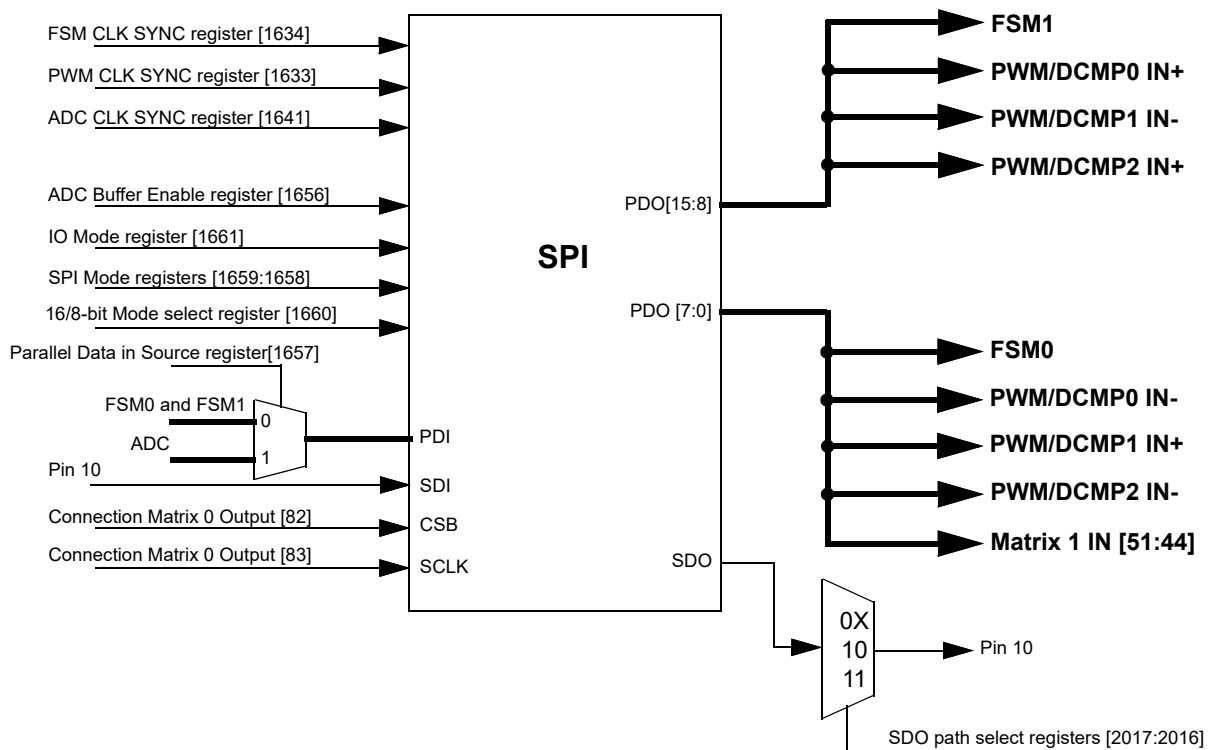 FSM CLK SYNC register [1634]
PWM CLK SYNC register [1633]
ADC CLK SYNC register [1641]
ADC Buffer Enable register [1656]
IO Mode register [1661]
SPI Mode registers [1659:1658]
16/8-bit Mode select register [1660]
Parallel Data in Source register[1657]
FSM0 and FSM1
0
ADC
1
Pin 10
Connection Matrix 0 Output [82]
Connection Matrix 0 Output [83]
PDI
SDI
CSB
SCLK
SPI
PDO[15:8]
PDO [7:0]
SDO
FSM1
PWM/DCMP0 IN+
PWM/DCMP1 IN-
PWM/DCMP2 IN+
FSM0
PWM/DCMP0 IN-
PWM/DCMP1 IN+
PWM/DCMP2 IN-
Matrix 1 IN [51:44]
0X
10
11
Pin 10
SDO path select registers [2017:2016]